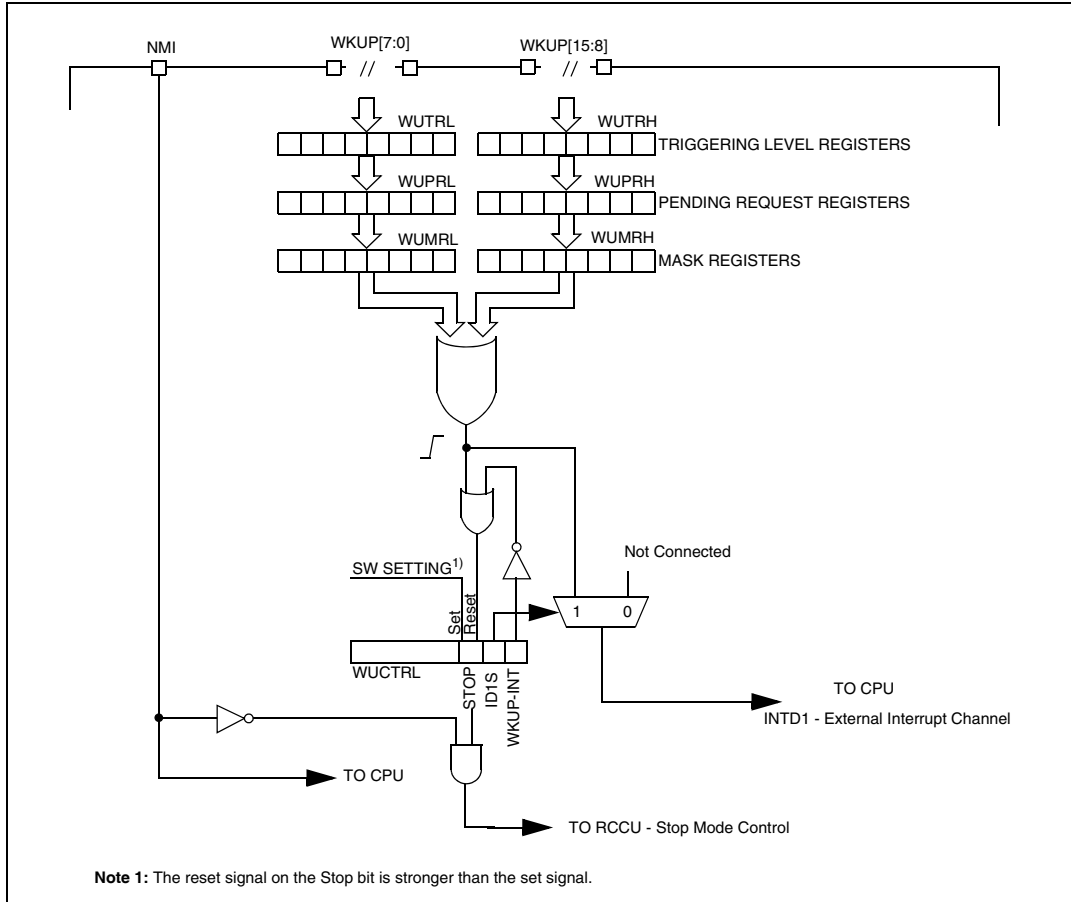 NMI
WKUP[7:0]
WKUP[15:8]
//
//
WUTRL
WUTRH
TRIGGERING LEVEL REGISTERS
WUPRL
WUPRH
PENDING REQUEST REGISTERS
WUMRL
WUMRH
MASK REGISTERS
Not Connected
SW SETTING1)
Set
Reset
1
0
WUCTRL
STOP
ID1S
WKUP-INT
TO CPU
INTD1 - External Interrupt Channel
TO CPU
TO RCCU - Stop Mode Control
Note 1: The reset signal on the Stop bit is stronger than the set signal.